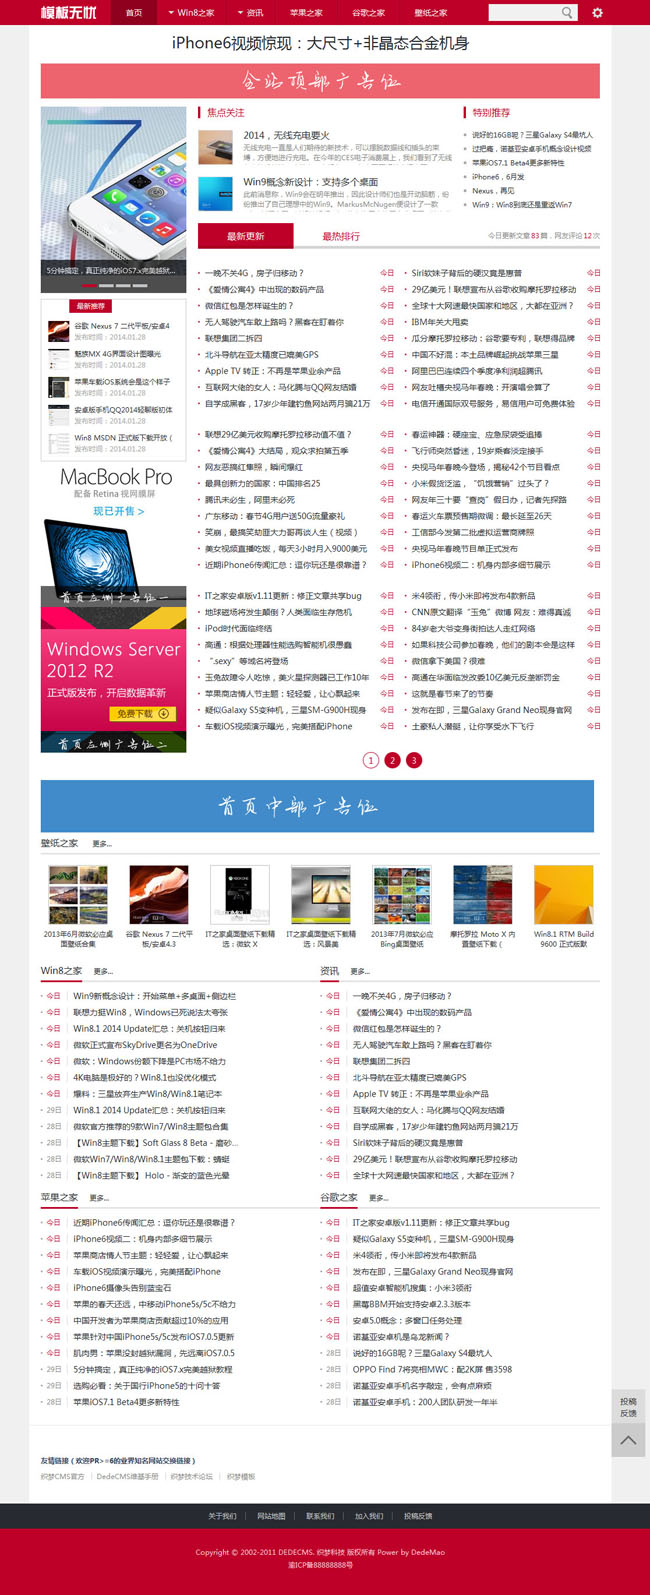 模板无忧
首页 Win8之家 资讯 苹果之家 谷歌之家 壁纸之家
iPhone6视频惊现：大尺寸+非晶态合金机身
全站顶部广告位
5分钟搞定，真正纯净的iOS7.x完美越狱...
焦点关注
2014，无线充电要火
无线充电一直是人们期待的新技术，可以摆脱数据线和插头的束
缚，方便地进行充电。在今年的CES电子消费展上，我们看到了无线
Win9概念新设计：支持多个桌面
此前消息称，Win9会在明年推出，因此设计师们也是开动脑筋，纷
纷推出了自己理想中的Win9。MarkusMcNugen便设计了一款
特别推荐
说好的16GB呢？三星Galaxy S4最坑人
过把瘾，诺基亚安卓手机概念设计视频
苹果iOS7.1 Beta4更多新特性
iPhone6，6月发
Nexus，再见
Win9：Win8到底还是重返Win7
最新更新 最热排行 今日更新文章 83 篇，网友评论 12 次
最新推荐
谷歌 Nexus 7 二代平板/安卓4
发布时间：2014.01.28
魅族MX 4G界面设计图曝光
发布时间：2014.01.28
苹果车载iOS系统会是这个样子
发布时间：2014.01.28
安卓版手机QQ2014轻聊版初体
发布时间：2014.01.28
Win8 MSDN 正式版下载开放（
发布时间：2014.01.28
MacBook Pro
配备 Retina 视网膜屏
现已开售 >
首页左侧广告位一
Windows Server
2012 R2
正式版发布，开启数据革新
免费下载
首页左侧广告位二
一晚不关4G，房子归移动？ 今日
《爱情公寓4》中出现的数码产品 今日
微信红包是怎样诞生的？ 今日
无人驾驶汽车敢上路吗？黑客在盯着你 今日
联想集团二拆四 今日
北斗导航在亚太精度已媲美GPS 今日
Apple TV 转正：不再是苹果业余产品 今日
互联网大佬的女人：马化腾与QQ网友结婚 今日
自学成黑客，17岁少年建钓鱼网站两月骗21万 今日
Siri软妹子背后的硬汉竟是惠普 今日
29亿美元！联想宣布从谷歌收购摩托罗拉移动 今日
全球十大网速最快国家和地区，大都在亚洲？ 今日
IBM年关大甩卖 今日
瓜分摩托罗拉移动：谷歌要专利，联想得品牌 今日
中国不好混：本土品牌崛起挑战苹果三星 今日
阿里巴巴连续四个季度净利润超腾讯 今日
网友吐槽央视马年春晚：开演唱会算了 今日
电信开通国际双号服务，易信用户可免费体验 今日
联想29亿美元收购摩托罗拉移动值不值？ 今日
《爱情公寓4》大结局，观众求拍第五季 今日
网友恶搞红隼照，瞬间爆红 今日
最具创新力的国家：中国排名25 今日
腾讯未必生，阿里未必死 今日
广东移动：春节4G用户送50G流量豪礼 今日
笑崩，最搞笑劫匪大力哥再谈人生（视频） 今日
美女视频直播吃饭，每天3小时月入9000美元 今日
近期iPhone6传闻汇总：逗你玩还是很靠谱？ 今日
春运神器：硬座宝、应急尿袋受追捧 今日
飞行师突然昏迷，19岁乘客淡定接手 今日
央视马年春晚今登场，揭秘42个节目看点 今日
小米假货泛滥，“饥饿营销”过头了？ 今日
网友年三十要“查岗”假日办，记者先探路 今日
春运火车票预售期微调：最长延至26天 今日
工信部今发第二批虚拟运营商牌照 今日
央视马年春晚节目单正式发布 今日
iPhone6视频二：机身内部多细节展示 今日
IT之家安卓版v1.11更新：修正文章共享bug 今日
地球磁场将发生颠倒？人类面临生存危机 今日
iPod时代面临终结 今日
高通：根据处理器性能选购智能机很愚蠢 今日
“.sexy”等域名将登场 今日
玉兔故障令人吃惊，美火星探测器已工作10年 今日
苹果商店情人节主题：轻轻爱，让心飘起来 今日
疑似Galaxy S5变种机，三星SM-G900H现身 今日
车载iOS视频演示曝光，完美搭配iPhone 今日
米4领衔，传小米即将发布4款新品 今日
CNN原文翻译“玉兔”微博 网友：难得真诚 今日
84岁老大爷变身街拍达人走红网络 今日
如果科技公司参加春晚，他们的剧本会是这样 今日
微信拿下美国？很难 今日
高通在华面临发改委10亿美元反垄断罚金 今日
这就是春节来了的节奏 今日
发布在即，三星Galaxy Grand Neo现身官网 今日
土豪私人潜艇，让你享受水下飞行 今日
1 2 3
首页中部广告位
壁纸之家 更多...
2013年6月微软必应桌
面壁纸合集
谷歌 Nexus 7 二代平
板/安卓4.3
IT之家桌面壁纸下载精
选：微软 X
IT之家桌面壁纸下载精
选：风景美
2013年7月微软必应
Bing桌面壁纸
摩托罗拉 Moto X 内
置壁纸下载（
Win8.1 RTM Build
9600 正式版默
Win8之家 更多...
今日 Win9新概念设计：开始菜单+多桌面+侧边栏
今日 联想力挺Win8，Windows已死说法太夸张
今日 Win8.1 2014 Update汇总：关机按钮归来
今日 微软正式宣布SkyDrive更名为OneDrive
今日 微软：Windows份额下降是PC市场不给力
今日 4K电脑是极好的？Win8.1也没优化模式
今日 爆料：三星放弃生产Win8/Win8.1笔记本
29日 Win8.1 2014 Update汇总：关机按钮归来
28日 微软官方推荐的9款Win7/Win8主题包合集
28日 【Win8主题下载】Soft Glass 8 Beta - 磨砂...
28日 微软Win7/Win8/Win8.1主题包下载：蜻蜓
28日 【Win8主题下载】 Holo - 渐变的蓝色光晕
资讯 更多...
今日 一晚不关4G，房子归移动？
今日 《爱情公寓4》中出现的数码产品
今日 微信红包是怎样诞生的？
今日 无人驾驶汽车敢上路吗？黑客在盯着你
今日 联想集团二拆四
今日 北斗导航在亚太精度已媲美GPS
今日 Apple TV 转正：不再是苹果业余产品
今日 互联网大佬的女人：马化腾与QQ网友结婚
今日 自学成黑客，17岁少年建钓鱼网站两月骗21万
今日 Siri软妹子背后的硬汉竟是惠普
今日 29亿美元！联想宣布从谷歌收购摩托罗拉移动
今日 全球十大网速最快国家和地区，大都在亚洲？
苹果之家 更多...
今日 近期iPhone6传闻汇总：逗你玩还是很靠谱？
今日 iPhone6视频二：机身内部多细节展示
今日 苹果商店情人节主题：轻轻爱，让心飘起来
今日 车载iOS视频演示曝光，完美搭配iPhone
今日 iPhone6摄像头告别蓝宝石
今日 苹果的春天还远，中移动iPhone5s/5c不给力
今日 中国开发者为苹果商店贡献超过10%的应用
今日 苹果针对中国iPhone5s/5c发布iOS7.0.5更新
今日 肌肉男：苹果没封越狱漏洞，先远离iOS7.0.5
29日 5分钟搞定，真正纯净的iOS7.x完美越狱教程
29日 选购必看：关于国行iPhone5的十问十答
28日 苹果iOS7.1 Beta4更多新特性
谷歌之家 更多...
今日 IT之家安卓版v1.11更新：修正文章共享bug
今日 疑似Galaxy S5变种机，三星SM-G900H现身
今日 米4领衔，传小米即将发布4款新品
今日 发布在即，三星Galaxy Grand Neo现身官网
今日 超值安卓智能机搜集：小米3领衔
今日 黑莓BBM开始支持安卓2.3.3版本
今日 安卓5.0概念：多窗口任务处理
今日 诺基亚安卓机是乌龙新闻？
28日 说好的16GB呢？三星Galaxy S4最坑人
28日 OPPO Find 7将亮相MWC：配2K屏 售3598
28日 诺基亚安卓手机名字敲定，会有点麻烦
28日 诺基亚安卓手机：200人团队研发一年半
投稿
反馈
友情链接（欢迎PR>=6的业界知名网站交换链接）
织梦CMS官方 DedeCMS维基手册 织梦技术论坛 织梦模板
关于我们 网站地图 联系我们 加入我们 投稿反馈
Copyright © 2002-2011 DEDECMS. 织梦科技 版权所有 Power by DedeMao
渝ICP备88888888号